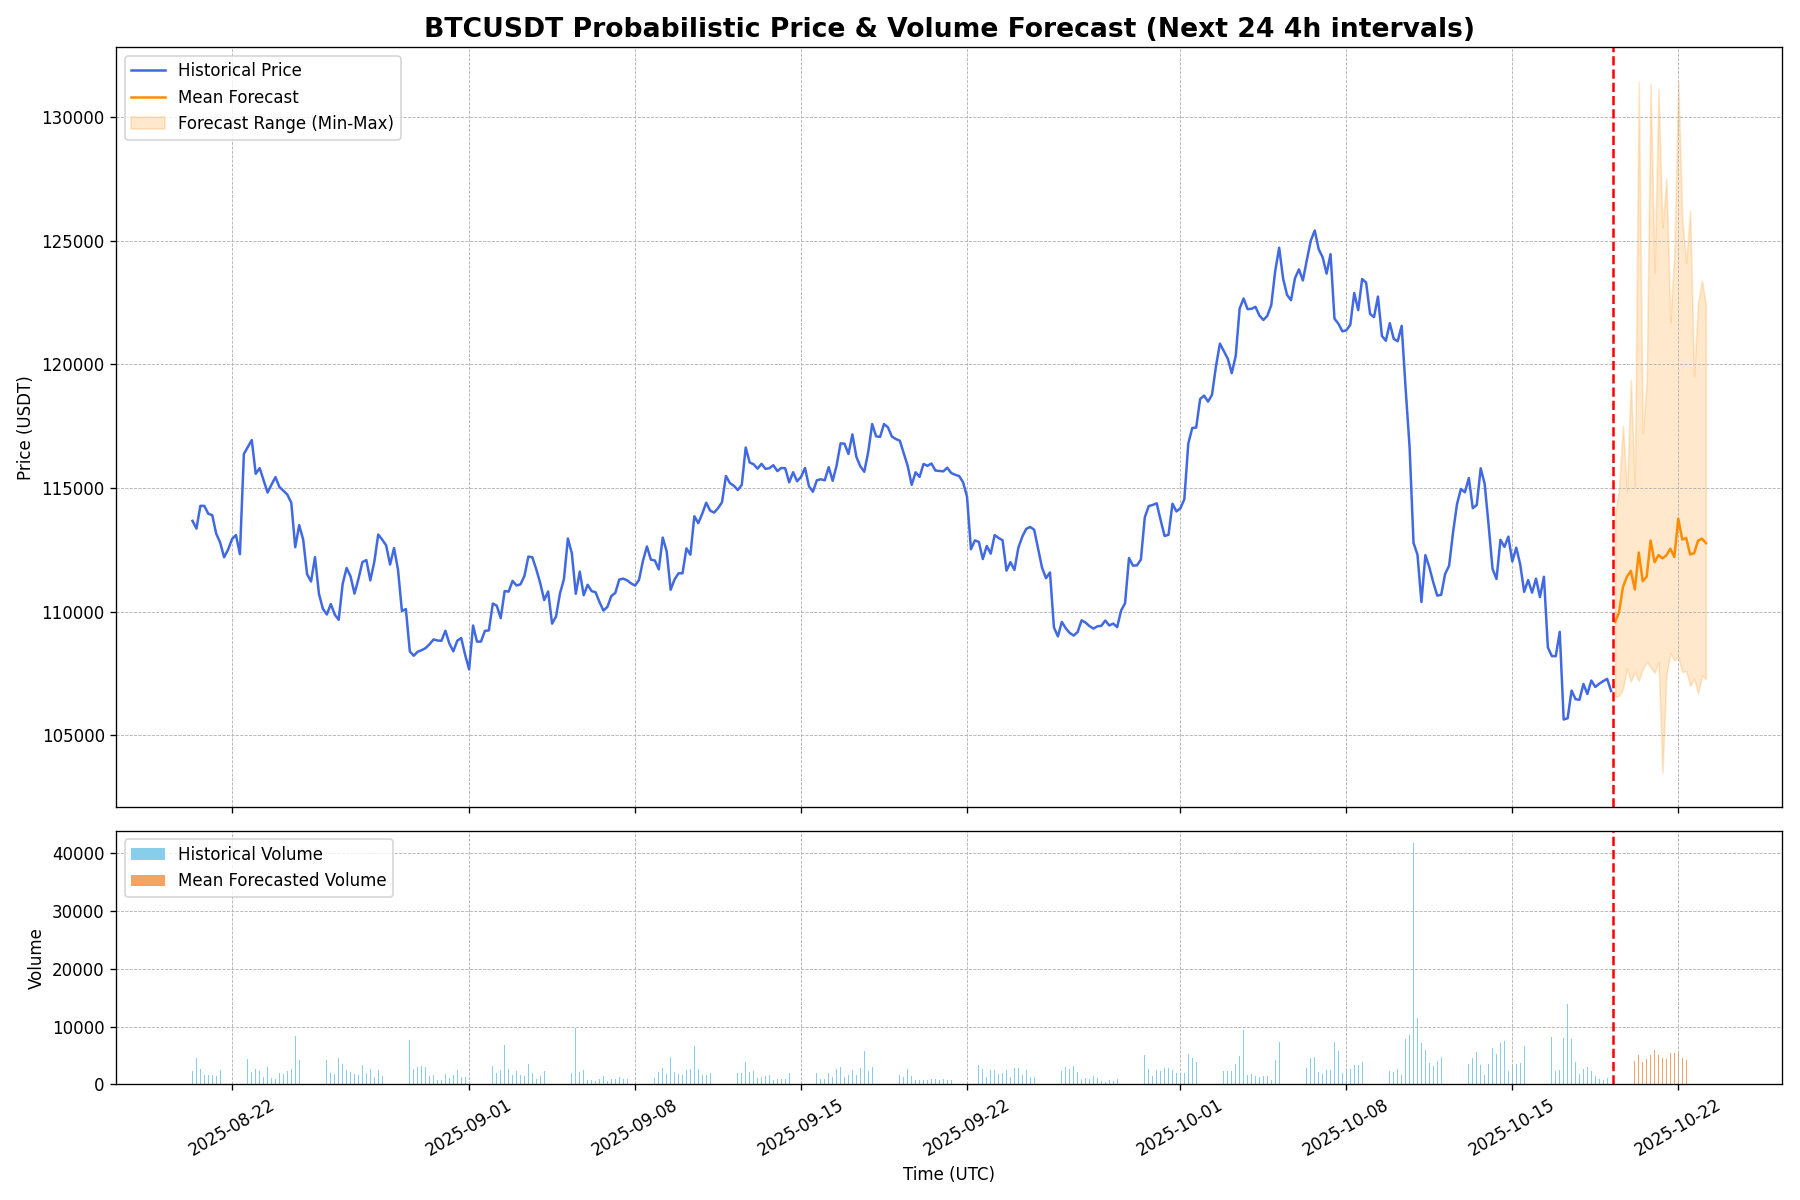 BTCUSDT Probabilistic Price & Volume Forecast (Next 24 4h intervals)
Historical Price
Mean Forecast
Forecast Range (Min-Max)
130000
125000
120000
115000
110000
105000
Price (USDT)
Historical Volume
Mean Forecasted Volume
40000
30000
20000
10000
0
Volume
2025-08-22
2025-09-01
2025-09-08
2025-09-15
2025-09-22
2025-10-01
2025-10-08
2025-10-15
2025-10-22
Time (UTC)